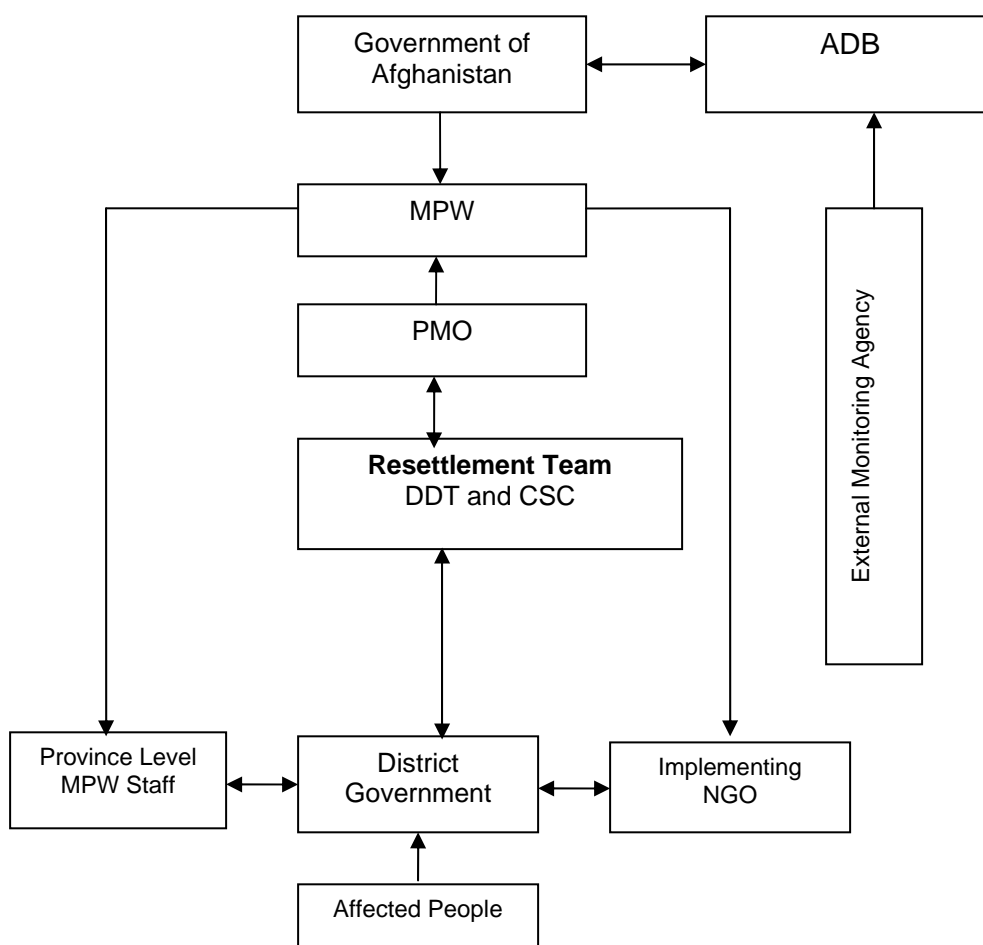 Government of
Afghanistan
ADB
MPW
PMO
Resettlement Team
DDT and CSC
External Monitoring Agency
Province Level
MPW Staff
District
Government
Implementing
NGO
Affected People